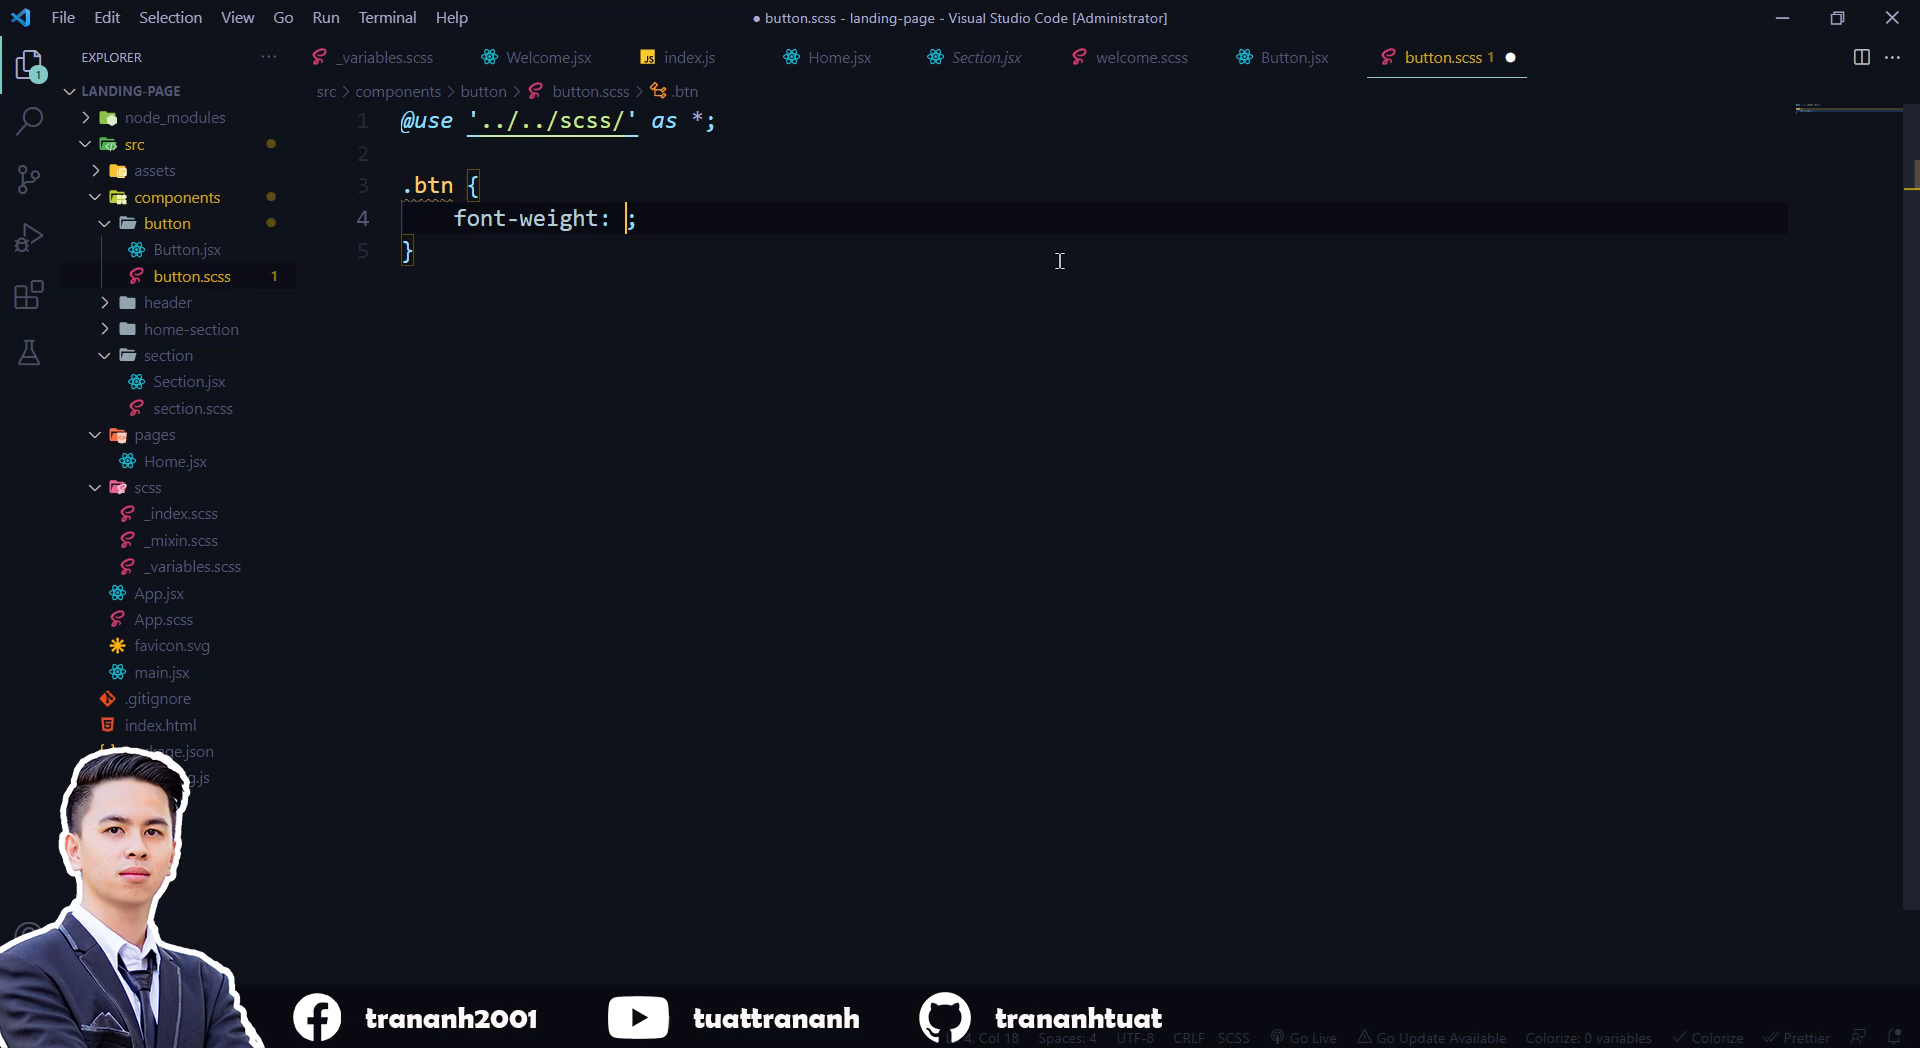 File Edit Selection View Go Run Terminal Help
● button.scss - landing-page - Visual Studio Code [Administrator]
EXPLORER
_variables.scss Welcome.jsx index.js Home.jsx Section.jsx welcome.scss Button.jsx button.scss 1
src > components > button > button.scss > .btn
1
LANDING-PAGE
node_modules
src
assets
components
button
Button.jsx
button.scss 1
header
home-section
section
Section.jsx
section.scss
pages
Home.jsx
scss
_index.scss
_mixin.scss
_variables.scss
App.jsx
App.scss
favicon.svg
main.jsx
.gitignore
index.html
1 @use '../../scss/' as *;
2
3 .btn {
4 font-weight: ;
5 }
trananh2001
tuattrananh
trananhtuat
Col 18 Spaces: 4 UTF-8 CRLF SCSS Go Live Go Update Available Colorize: 0 variables Colorize Prettier